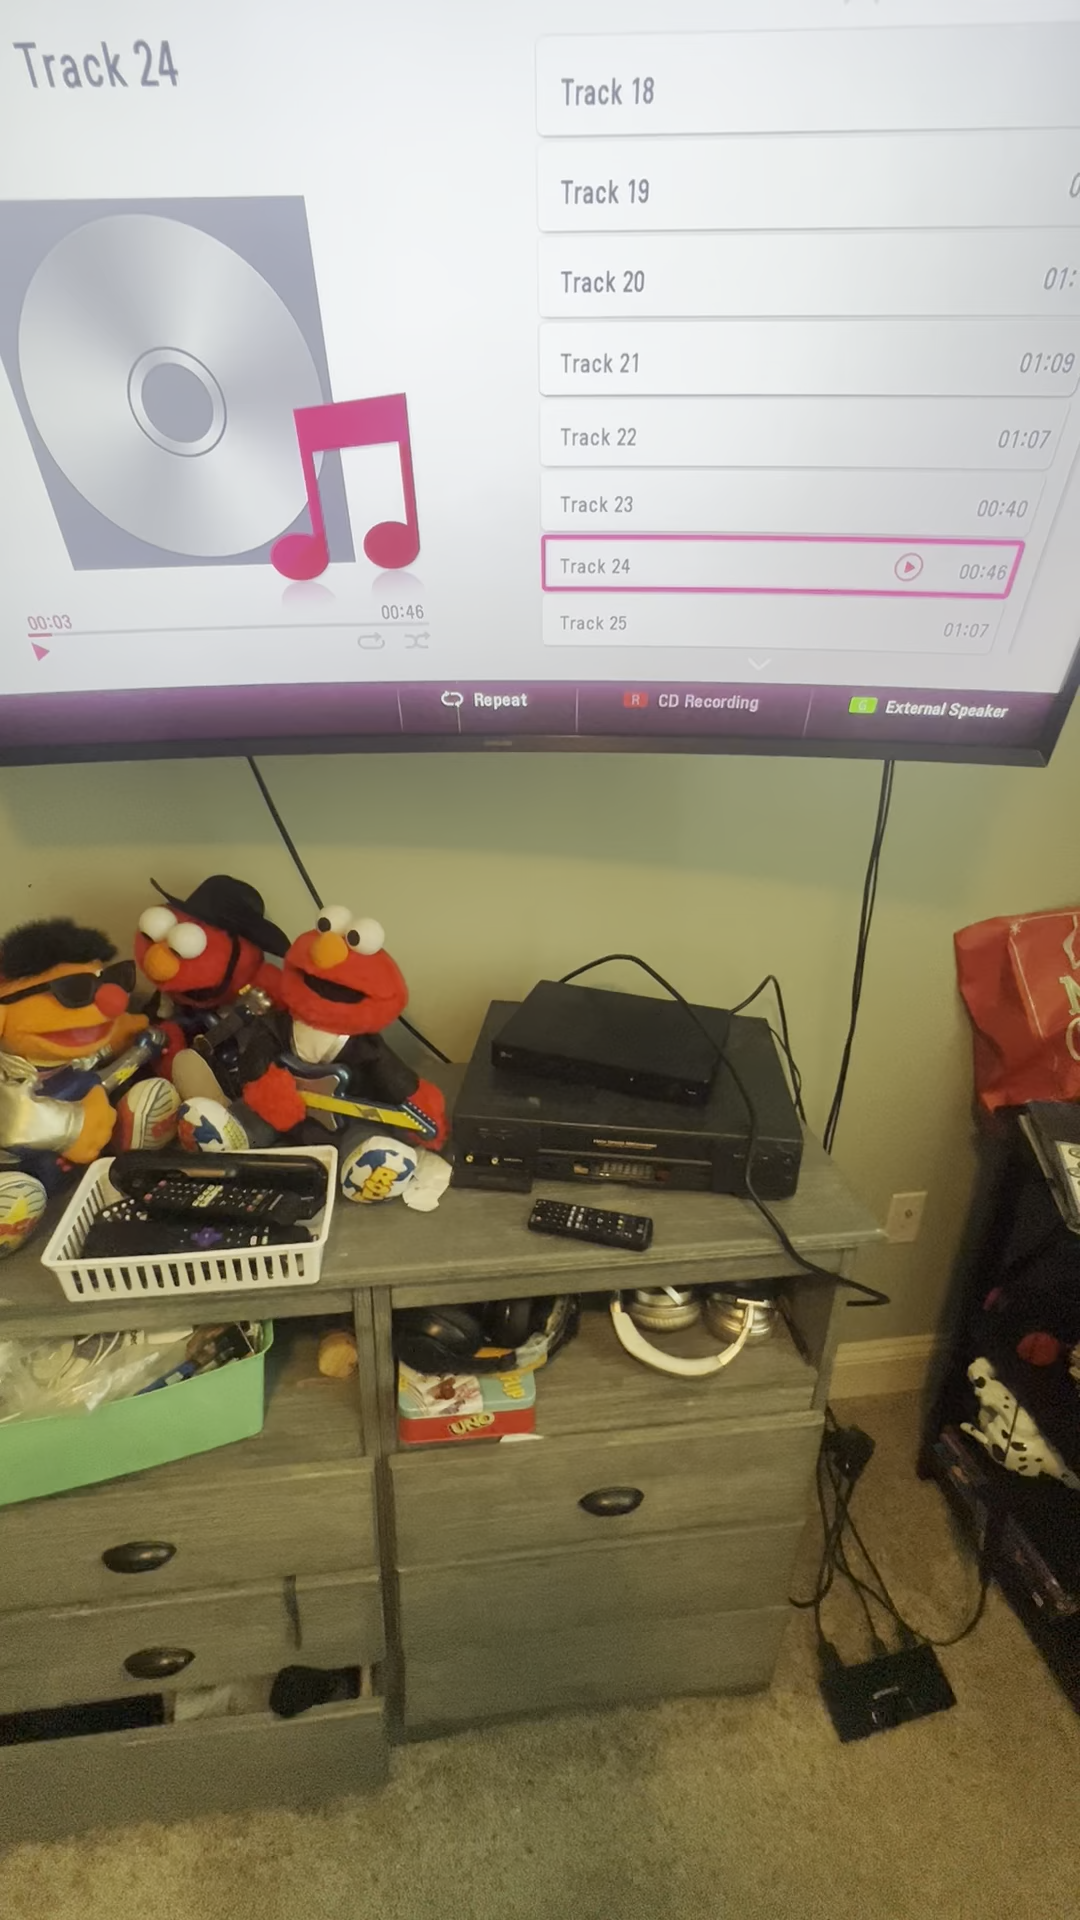 Track 24
Track 18
Track 19
Track 20
01:
Track 21
01:09
Track 22
01:07
Track 23
00:40
Track 24
00:46
Track 25
01:07
00:03
00:46
Repeat
R CD Recording
G External Speaker
UNO